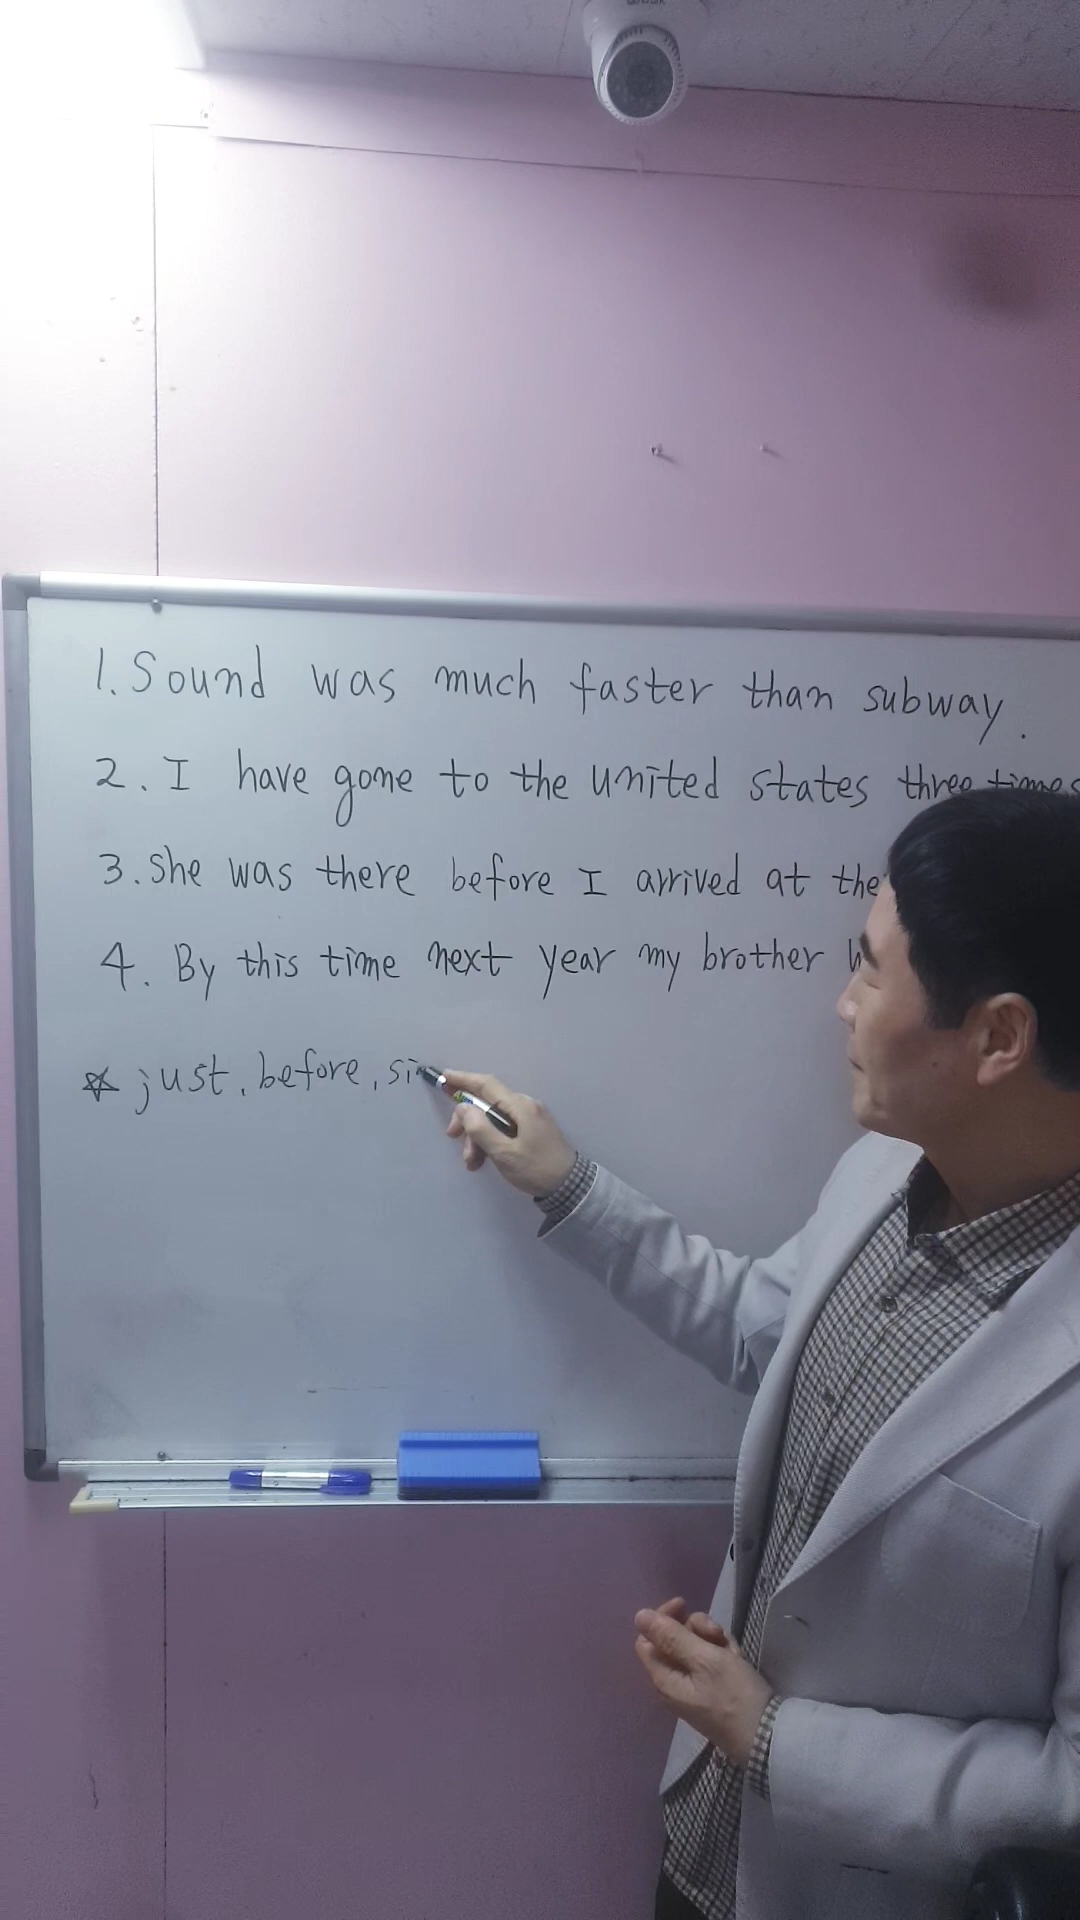 1. Sound was much faster than subway.
2. I have gone to the united states three times
3. She was there before I arrived at the
4. By this time next year my brother
☆ just, before,